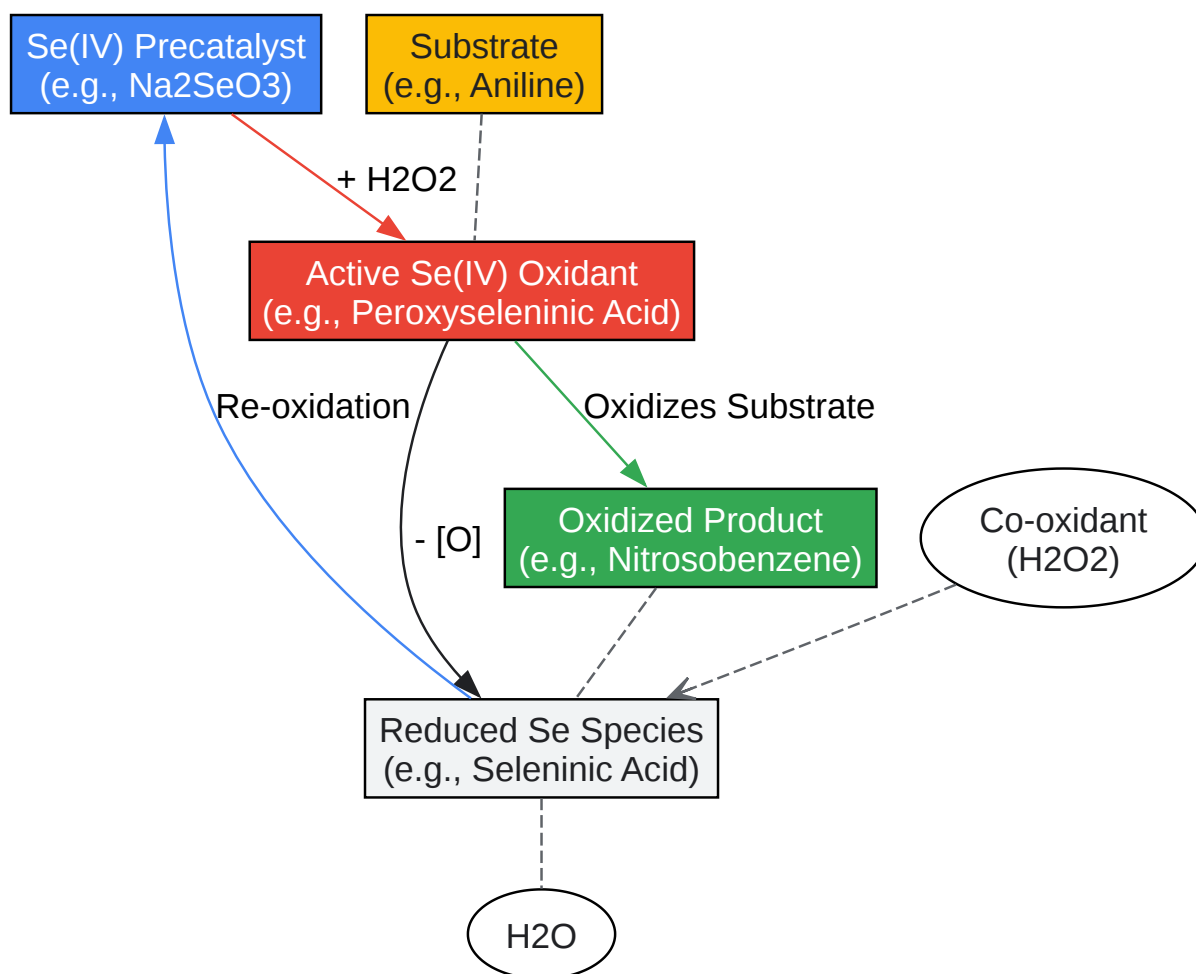 Se(IV) Precatalyst
(e.g., Na2SeO3)
Substrate
(e.g., Aniline)
+ H2O2
Active Se(IV) Oxidant
(e.g., Peroxyseleninic Acid)
Re-oxidation
Oxidizes Substrate
- [O]
Oxidized Product
(e.g., Nitrosobenzene)
Co-oxidant
(H2O2)
Reduced Se Species
(e.g., Seleninic Acid)
H2O